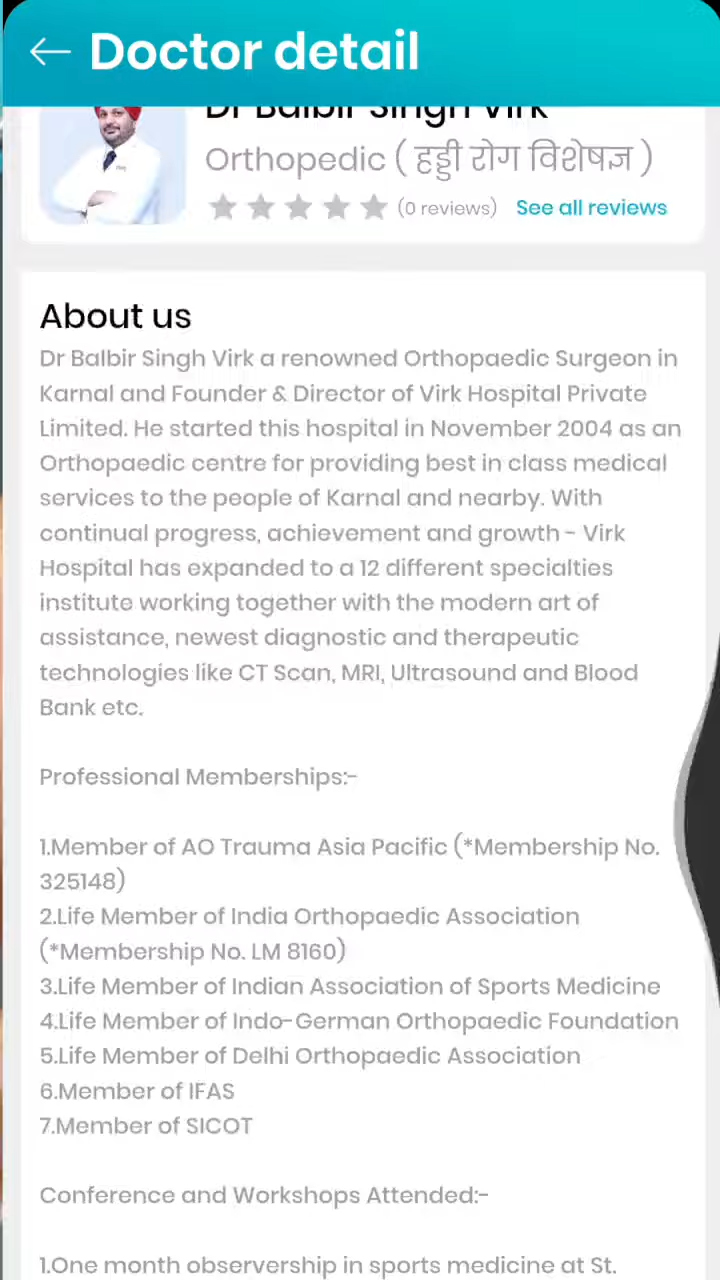 Doctor detail
Dr Balbir Singh Virk
Orthopedic ( हड्डी रोग विशेषज्ञ )
(0 reviews) See all reviews
About us
Dr Balbir Singh Virk a renowned Orthopaedic Surgeon in
Karnal and Founder & Director of Virk Hospital Private
Limited. He started this hospital in November 2004 as an
Orthopaedic centre for providing best in class medical
services to the people of Karnal and nearby. With
continual progress, achievement and growth - Virk
Hospital has expanded to a 12 different specialties
institute working together with the modern art of
assistance, newest diagnostic and therapeutic
technologies like CT Scan, MRI, Ultrasound and Blood
Bank etc.
Professional Memberships:-
1.Member of AO Trauma Asia Pacific (*Membership No.
325148)
2.Life Member of India Orthopaedic Association
(*Membership No. LM 8160)
3.Life Member of Indian Association of Sports Medicine
4.Life Member of Indo-German Orthopaedic Foundation
5.Life Member of Delhi Orthopaedic Association
6.Member of IFAS
7.Member of SICOT
Conference and Workshops Attended:-
1.One month observership in sports medicine at St.